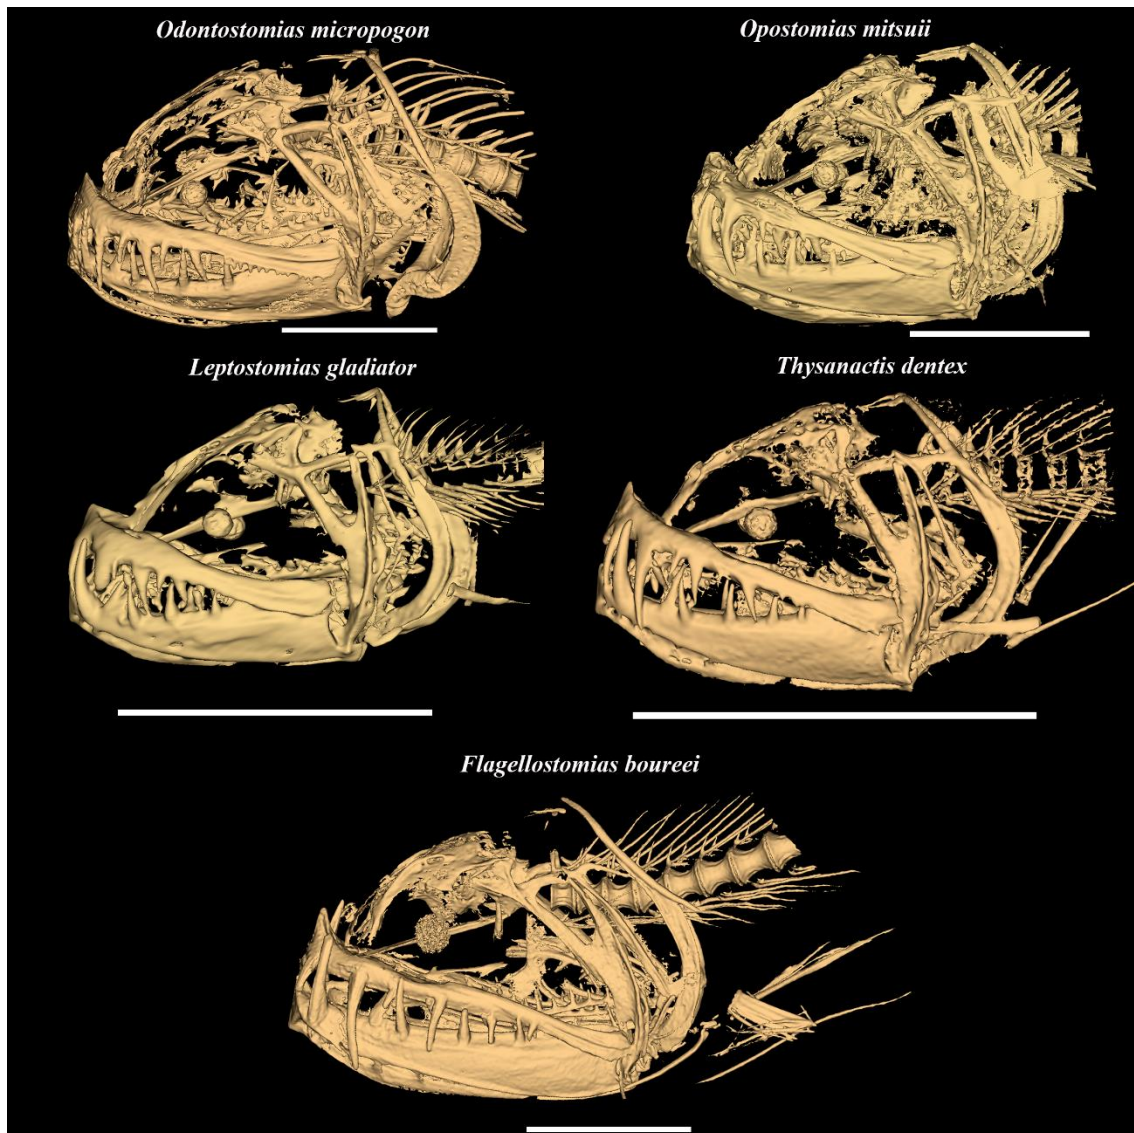 Odontostomias micropogon
Opostomias mitsuii
Leptostomias gladiator
Thysanactis dentex
Flagellostomias boureei